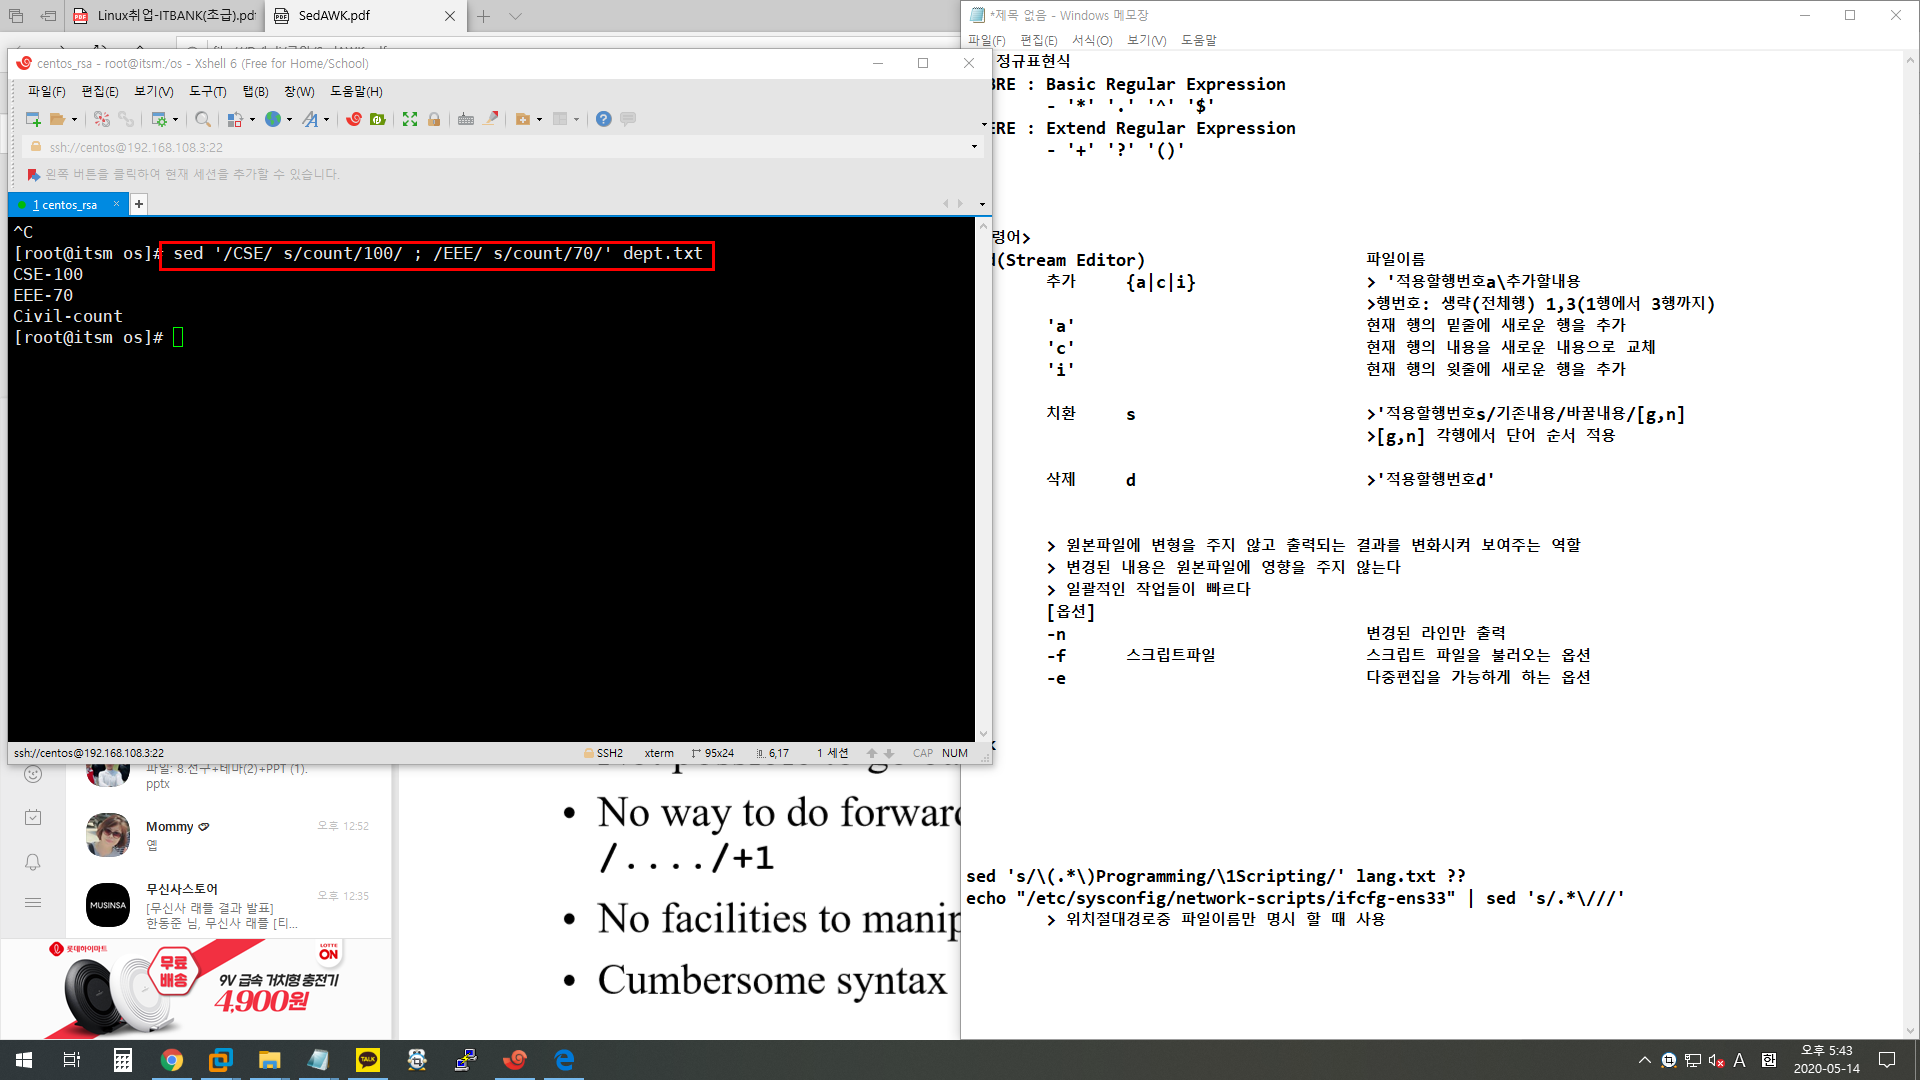 Linux취업-ITBANK(초급).pdf
SedAWK.pdf
centos_rsa - root@itsm:/os - Xshell 6 (Free for Home/School)
파일(F) 편집(E) 보기(V) 도구(T) 탭(B) 창(W) 도움말(H)
ssh://centos@192.168.108.3:22
왼쪽 버튼을 클릭하여 현재 세션을 추가할 수 있습니다.
1 centos_rsa
^C
[root@itsm os]# sed '/CSE/ s/count/100/ ; /EEE/ s/count/70/' dept.txt
CSE-100
EEE-70
Civil-count
[root@itsm os]#
ssh://centos@192.168.108.3:22 SSH2 xterm 95x24 6,17 1 세션 CAP NUM
파일: 8.선구+테마(2)+PPT (1).
pptx
Mommy 오후 12:52
옙
무신사스토어 오후 12:35
MUSINSA
[무신사 래플 결과 발표]
한동준 님, 무신사 래플 [티...
롯데하이마트
LOTTE
ON
무료
배송
9V 급속 거치형 충전기
4,900원
• No way to do forward
/..../+1
• No facilities to manip
• Cumbersome syntax
*제목 없음 - Windows 메모장
파일(F) 편집(E) 서식(O) 보기(V) 도움말
정규표현식
BRE : Basic Regular Expression
- '*' '.' '^' '$'
ERE : Extend Regular Expression
- '+' '?' '()'
령어>
d(Stream Editor) 파일이름
추가 {a|c|i} > '적용할행번호a\추가할내용
>행번호: 생략(전체행) 1,3(1행에서 3행까지)
'a' 현재 행의 밑줄에 새로운 행을 추가
'c' 현재 행의 내용을 새로운 내용으로 교체
'i' 현재 행의 윗줄에 새로운 행을 추가
치환 s >'적용할행번호s/기존내용/바꿀내용/[g,n]
>[g,n] 각행에서 단어 순서 적용
삭제 d >'적용할행번호d'
> 원본파일에 변형을 주지 않고 출력되는 결과를 변화시켜 보여주는 역할
> 변경된 내용은 원본파일에 영향을 주지 않는다
> 일괄적인 작업들이 빠르다
[옵션]
-n 변경된 라인만 출력
-f 스크립트파일 스크립트 파일을 불러오는 옵션
-e 다중편집을 가능하게 하는 옵션
k
sed 's/\(.*\)Programming/\1Scripting/' lang.txt ??
echo "/etc/sysconfig/network-scripts/ifcfg-ens33" | sed 's/.*\///'
> 위치절대경로중 파일이름만 명시 할 때 사용
TALK
A 한
오후 5:43
2020-05-14